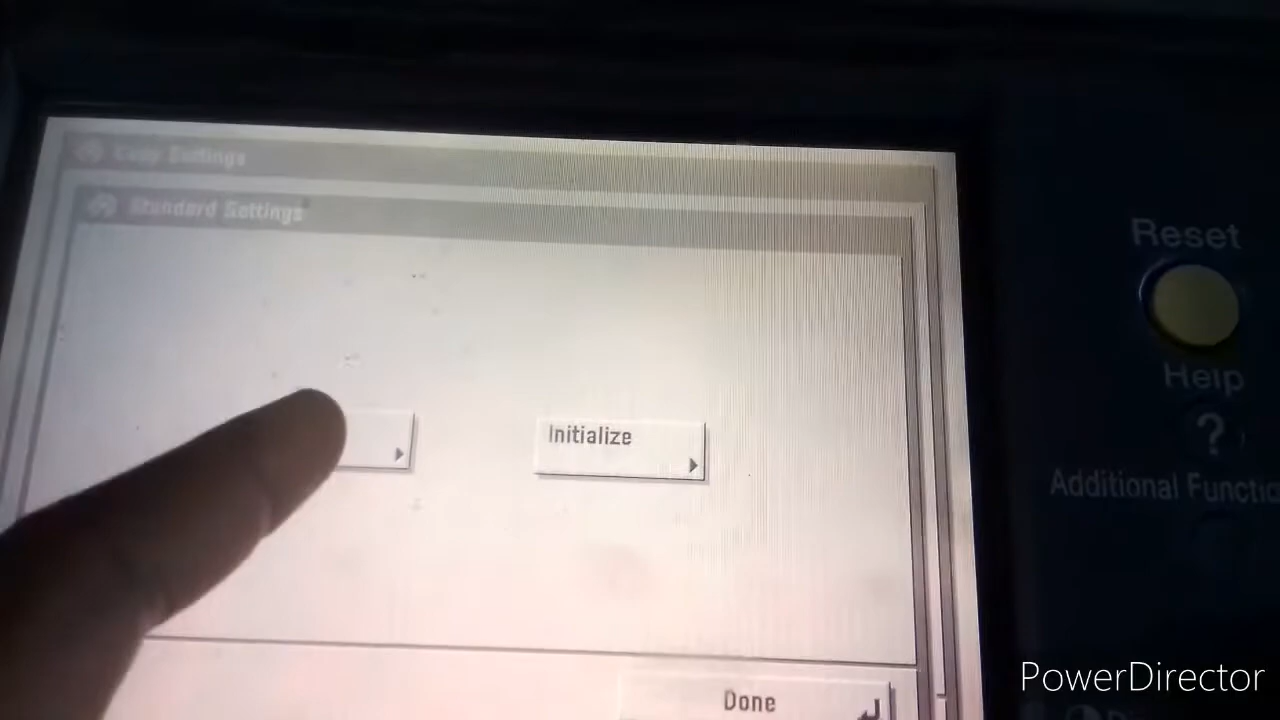 Copy Settings
Standard Settings
Initialize
Done
Reset
Help
?
Additional Functio
PowerDirector